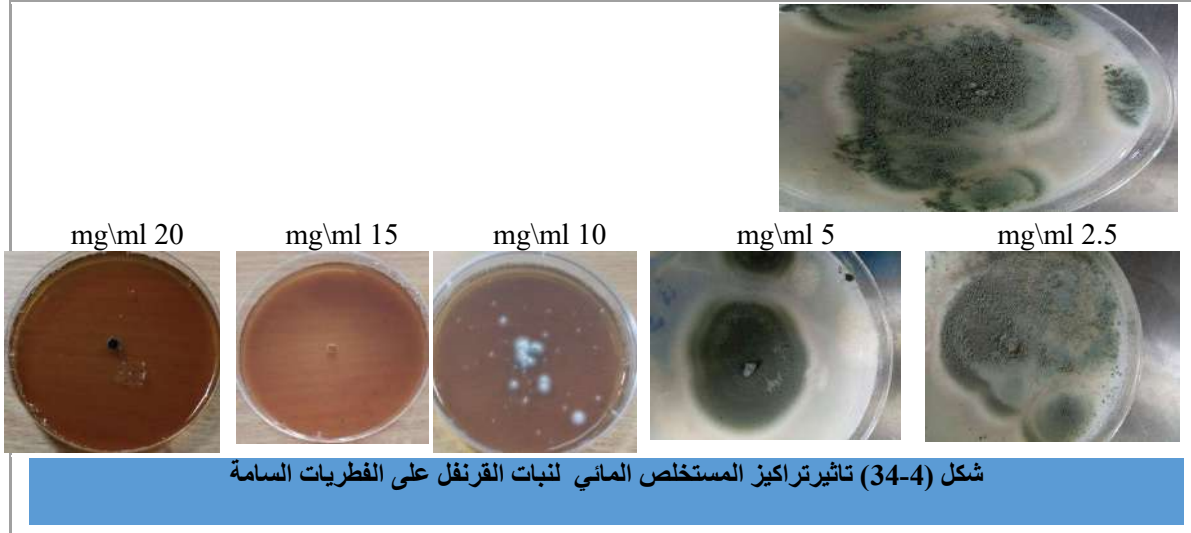 mg\ml 20 mg\ml 15 mg\ml 10 mg\ml 5 mg\ml 2.5
شكل (4-34) تاثيرتراكيز المستخلص المائي لنبات القرنفل على الفطريات السامة